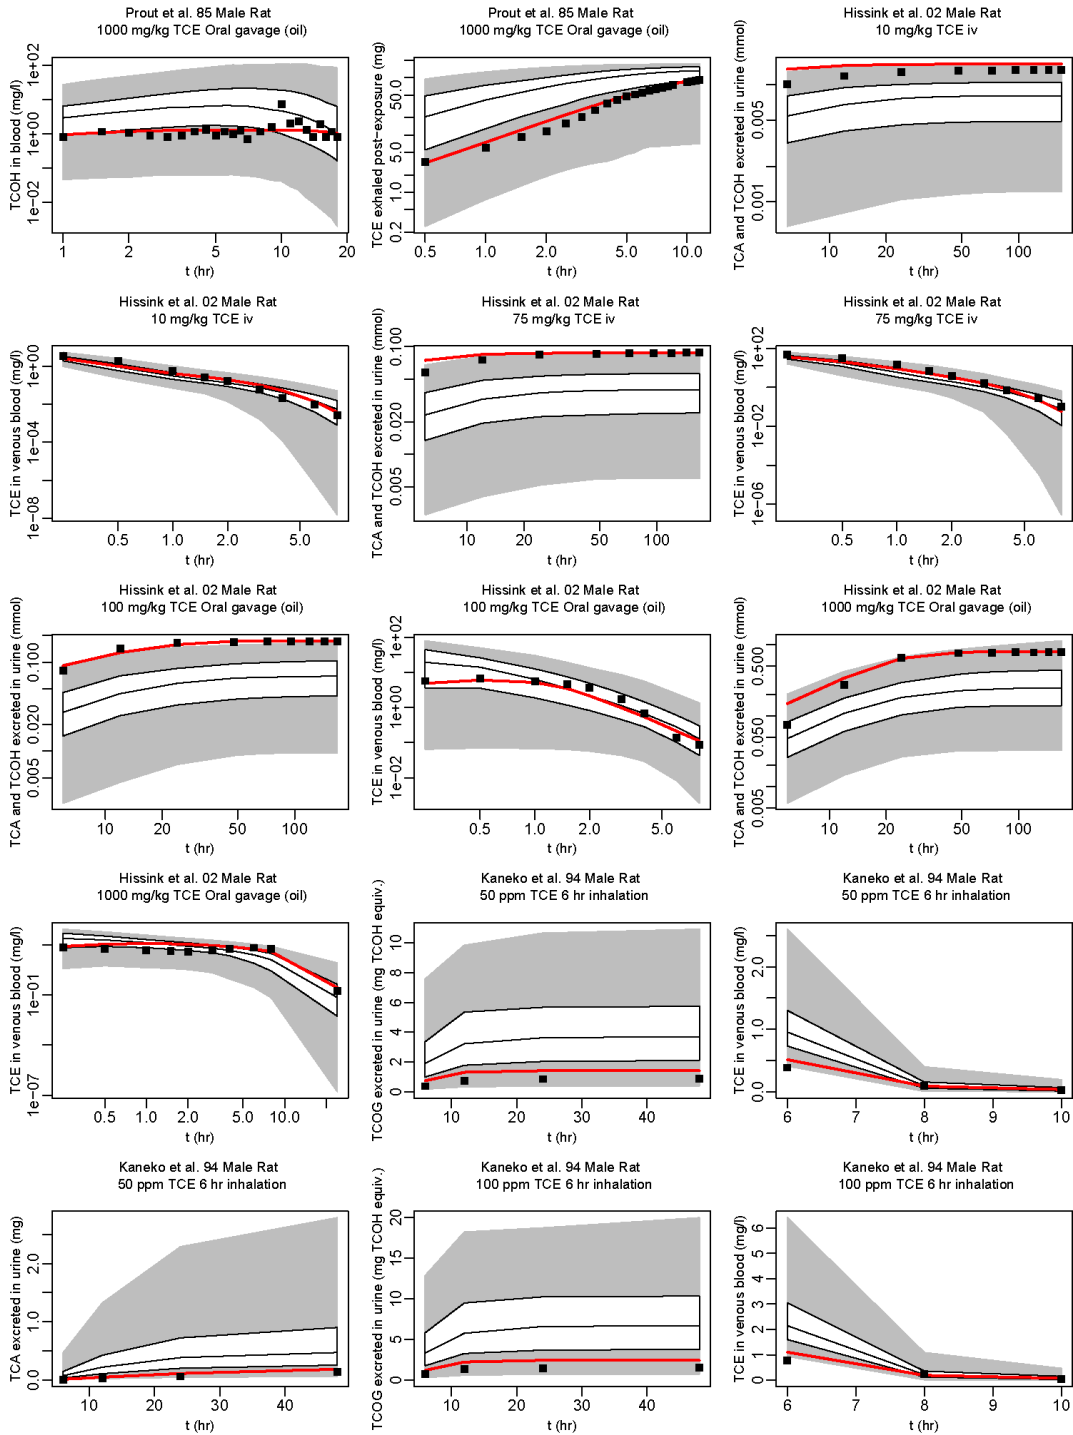 Prout et al. 85 Male Rat
1000 mg/kg TCE Oral gavage (oil)
TCOH in blood (mg/l)
1e+02
1e+00
1e−02
1 2 5 10 20
t (hr)
Prout et al. 85 Male Rat
1000 mg/kg TCE Oral gavage (oil)
TCE exhaled post−exposure (mg)
50.0
5.0
1.0
0.2
0.5 1.0 2.0 5.0 10.0
t (hr)
Hissink et al. 02 Male Rat
10 mg/kg TCE iv
TCA and TCOH excreted in urine (mmol)
0.005
0.001
10 20 50 100
t (hr)
Hissink et al. 02 Male Rat
10 mg/kg TCE iv
TCE in venous blood (mg/l)
1e+00
1e−04
1e−08
0.5 1.0 2.0 5.0
t (hr)
Hissink et al. 02 Male Rat
75 mg/kg TCE iv
TCA and TCOH excreted in urine (mmol)
0.100
0.020
0.005
10 20 50 100
t (hr)
Hissink et al. 02 Male Rat
75 mg/kg TCE iv
TCE in venous blood (mg/l)
1e+02
1e−02
1e−06
0.5 1.0 2.0 5.0
t (hr)
Hissink et al. 02 Male Rat
100 mg/kg TCE Oral gavage (oil)
TCA and TCOH excreted in urine (mmol)
0.100
0.020
0.005
10 20 50 100
t (hr)
Hissink et al. 02 Male Rat
100 mg/kg TCE Oral gavage (oil)
TCE in venous blood (mg/l)
1e+02
1e+00
1e−02
0.5 1.0 2.0 5.0
t (hr)
Hissink et al. 02 Male Rat
1000 mg/kg TCE Oral gavage (oil)
TCA and TCOH excreted in urine (mmol)
0.500
0.050
0.005
10 20 50 100
t (hr)
Hissink et al. 02 Male Rat
1000 mg/kg TCE Oral gavage (oil)
TCE in venous blood (mg/l)
1e−01
1e−07
0.5 1.0 2.0 5.0 10.0
t (hr)
Kaneko et al. 94 Male Rat
50 ppm TCE 6 hr inhalation
TCOG excreted in urine (mg TCOH equiv.)
10
8
6
4
2
0
10 20 30 40
t (hr)
Kaneko et al. 94 Male Rat
50 ppm TCE 6 hr inhalation
TCE in venous blood (mg/l)
2.0
1.0
0.0
6 7 8 9 10
t (hr)
Kaneko et al. 94 Male Rat
50 ppm TCE 6 hr inhalation
TCA excreted in urine (mg)
2.0
1.0
0.0
10 20 30 40
t (hr)
Kaneko et al. 94 Male Rat
100 ppm TCE 6 hr inhalation
TCOG excreted in urine (mg TCOH equiv.)
20
15
10
5
0
10 20 30 40
t (hr)
Kaneko et al. 94 Male Rat
100 ppm TCE 6 hr inhalation
TCE in venous blood (mg/l)
6
5
4
3
2
1
0
6 7 8 9 10
t (hr)